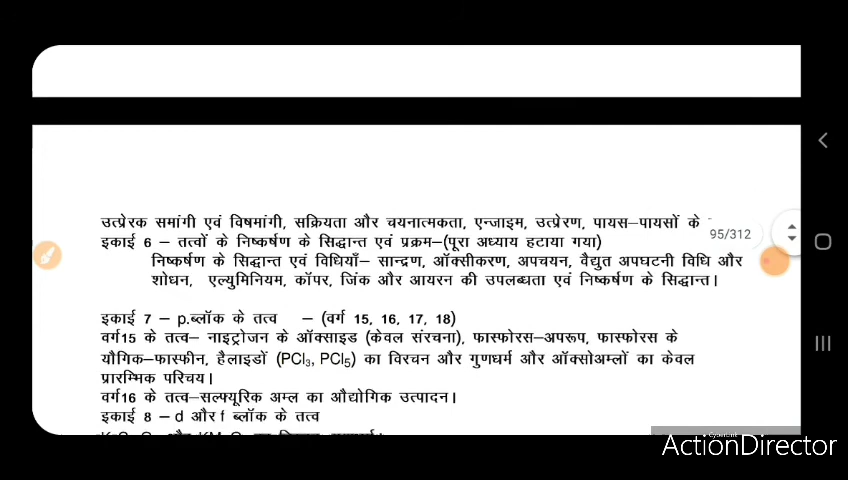 उत्प्रेरक समांगी एवं विषमांगी, सक्रियता और चयनात्मकता, एन्जाइम, उत्प्रेरण, पायस–पायसों के
95/312
इकाई 6 – तत्वों के निष्कर्षण के सिद्धान्त एवं प्रक्रम–(पूरा अध्याय हटाया गया)
निष्कर्षण के सिद्धान्त एवं विधियाँ– सान्द्रण, ऑक्सीकरण, अपचयन, वैद्युत अपघटनी विधि और
शोधन, एल्युमिनियम, कॉपर, जिंक और आयरन की उपलब्धता एवं निष्कर्षण के सिद्धान्त।
इकाई 7 – p.ब्लॉक के तत्व – (वर्ग 15, 16, 17, 18)
वर्ग15 के तत्व– नाइट्रोजन के ऑक्साइड (केवल संरचना), फास्फोरस–अपरूप, फास्फोरस के
यौगिक–फास्फीन, हैलाइडों (PCl₃, PCl₅) का विरचन और गुणधर्म और ऑक्सोअम्लों का केवल
प्रारम्भिक परिचय।
वर्ग16 के तत्व–सल्फ्यूरिक अम्ल का औद्योगिक उत्पादन।
इकाई 8 – d और f ब्लॉक के तत्व
CyberLink
ActionDirector